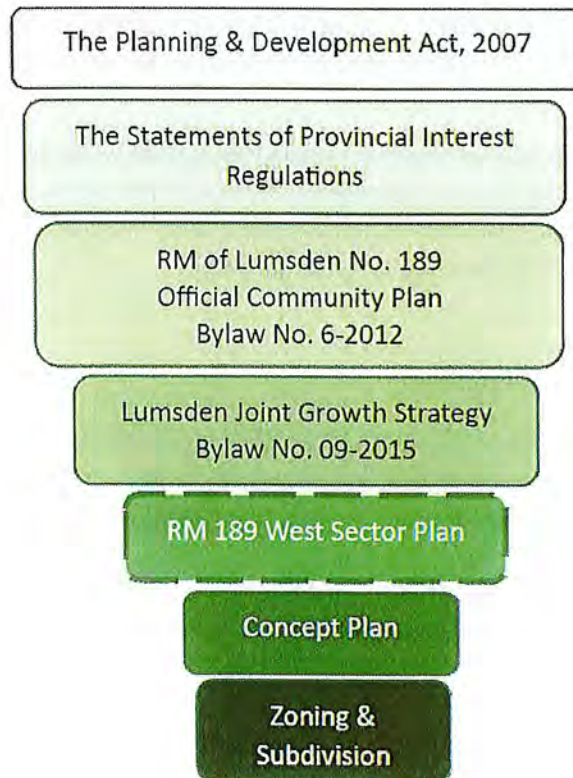 The Planning & Development Act, 2007
The Statements of Provincial Interest
Regulations
RM of Lumsden No. 189
Official Community Plan
Bylaw No. 6-2012
Lumsden Joint Growth Strategy
Bylaw No. 09-2015
RM 189 West Sector Plan
Concept Plan
Zoning &
Subdivision